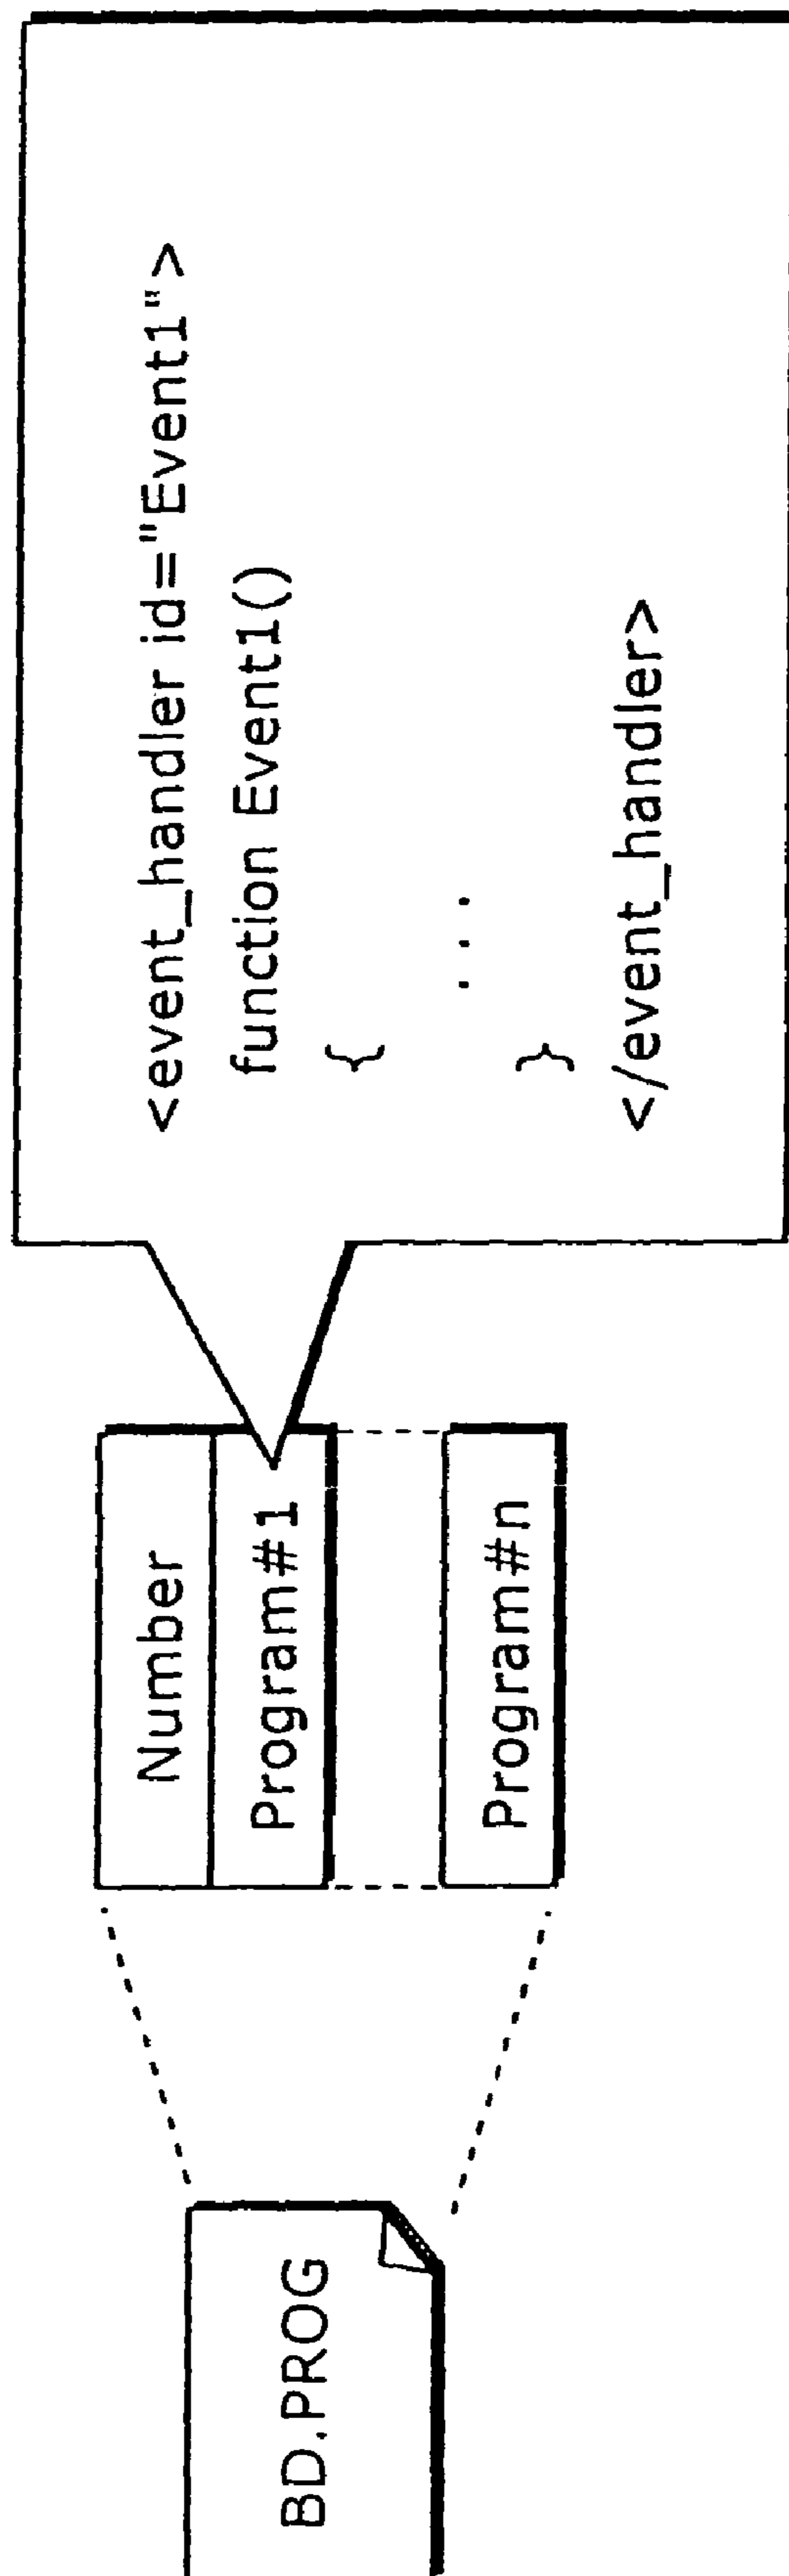 BD.PROG
Number
Program#1
Program#n
<event_handler id="Event1">
function Event1()
{
...
}
</event_handler>